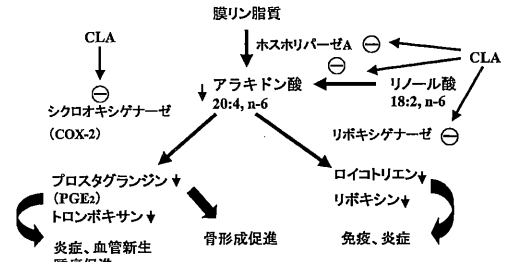 膜リン脂質
CLA
ホスホリパーゼA ⊖
CLA
⊖
⊖
アラキドン酸
20:4, n-6
リノール酸
18:2, n-6
シクロオキシゲナーゼ
(COX-2)
リポキシゲナーゼ ⊖
プロスタグランジン
(PGE2)
トロンボキサン
ロイコトリエン
リポキシン
炎症、血管新生
骨形成促進
免疫、炎症